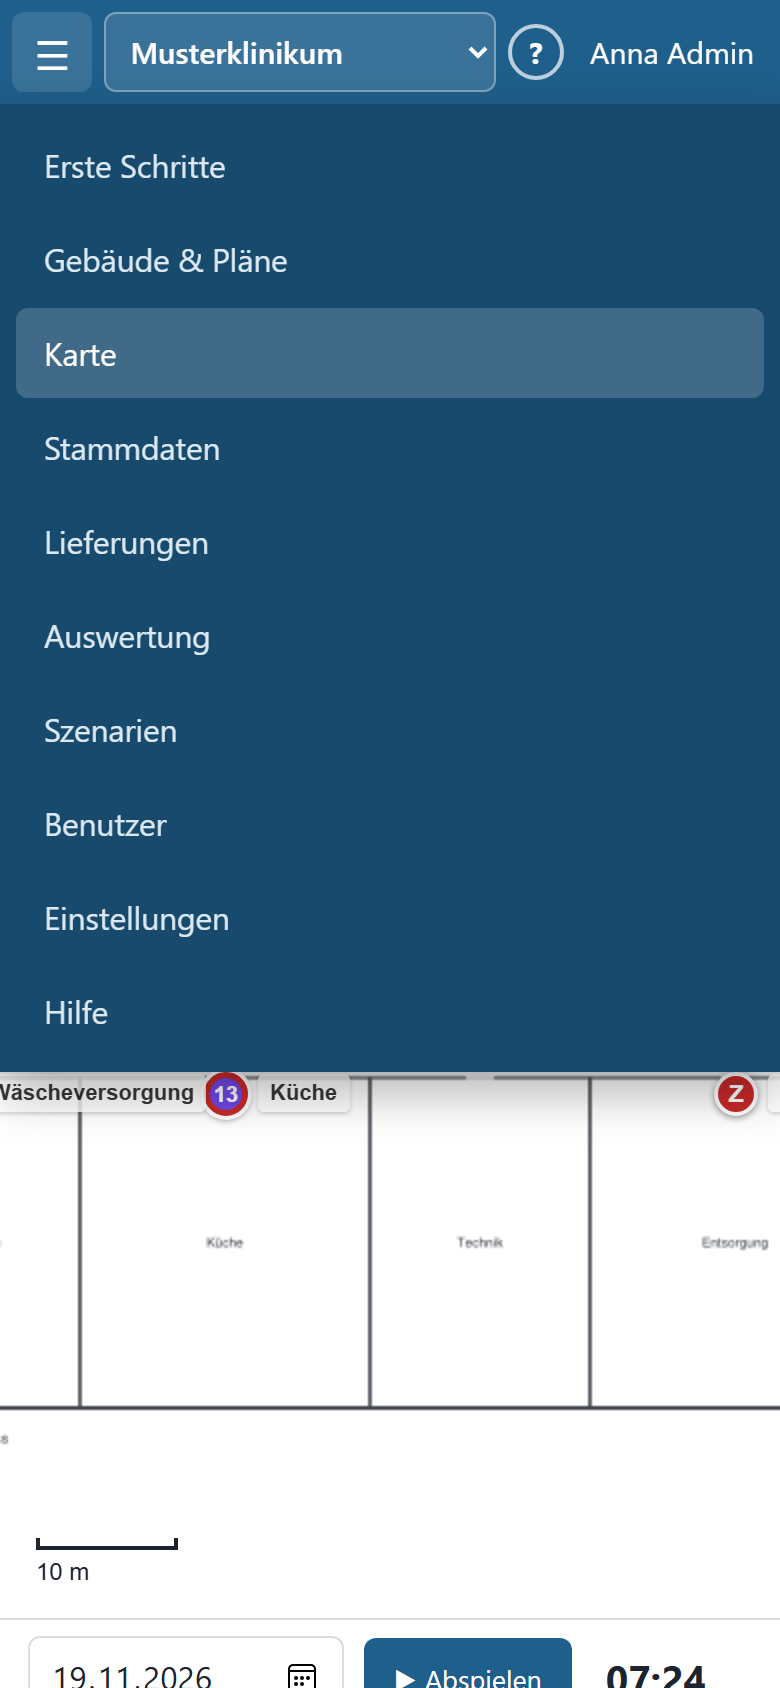 ☰ Musterklinikum ? Anna Admin
Erste Schritte
Gebäude & Pläne
Karte
Stammdaten
Lieferungen
Auswertung
Szenarien
Benutzer
Einstellungen
Hilfe
Wäscheversorgung 13 Küche Z
Küche Technik Entsorgung
10 m
19.11.2026 ▶ Abspielen 07:24